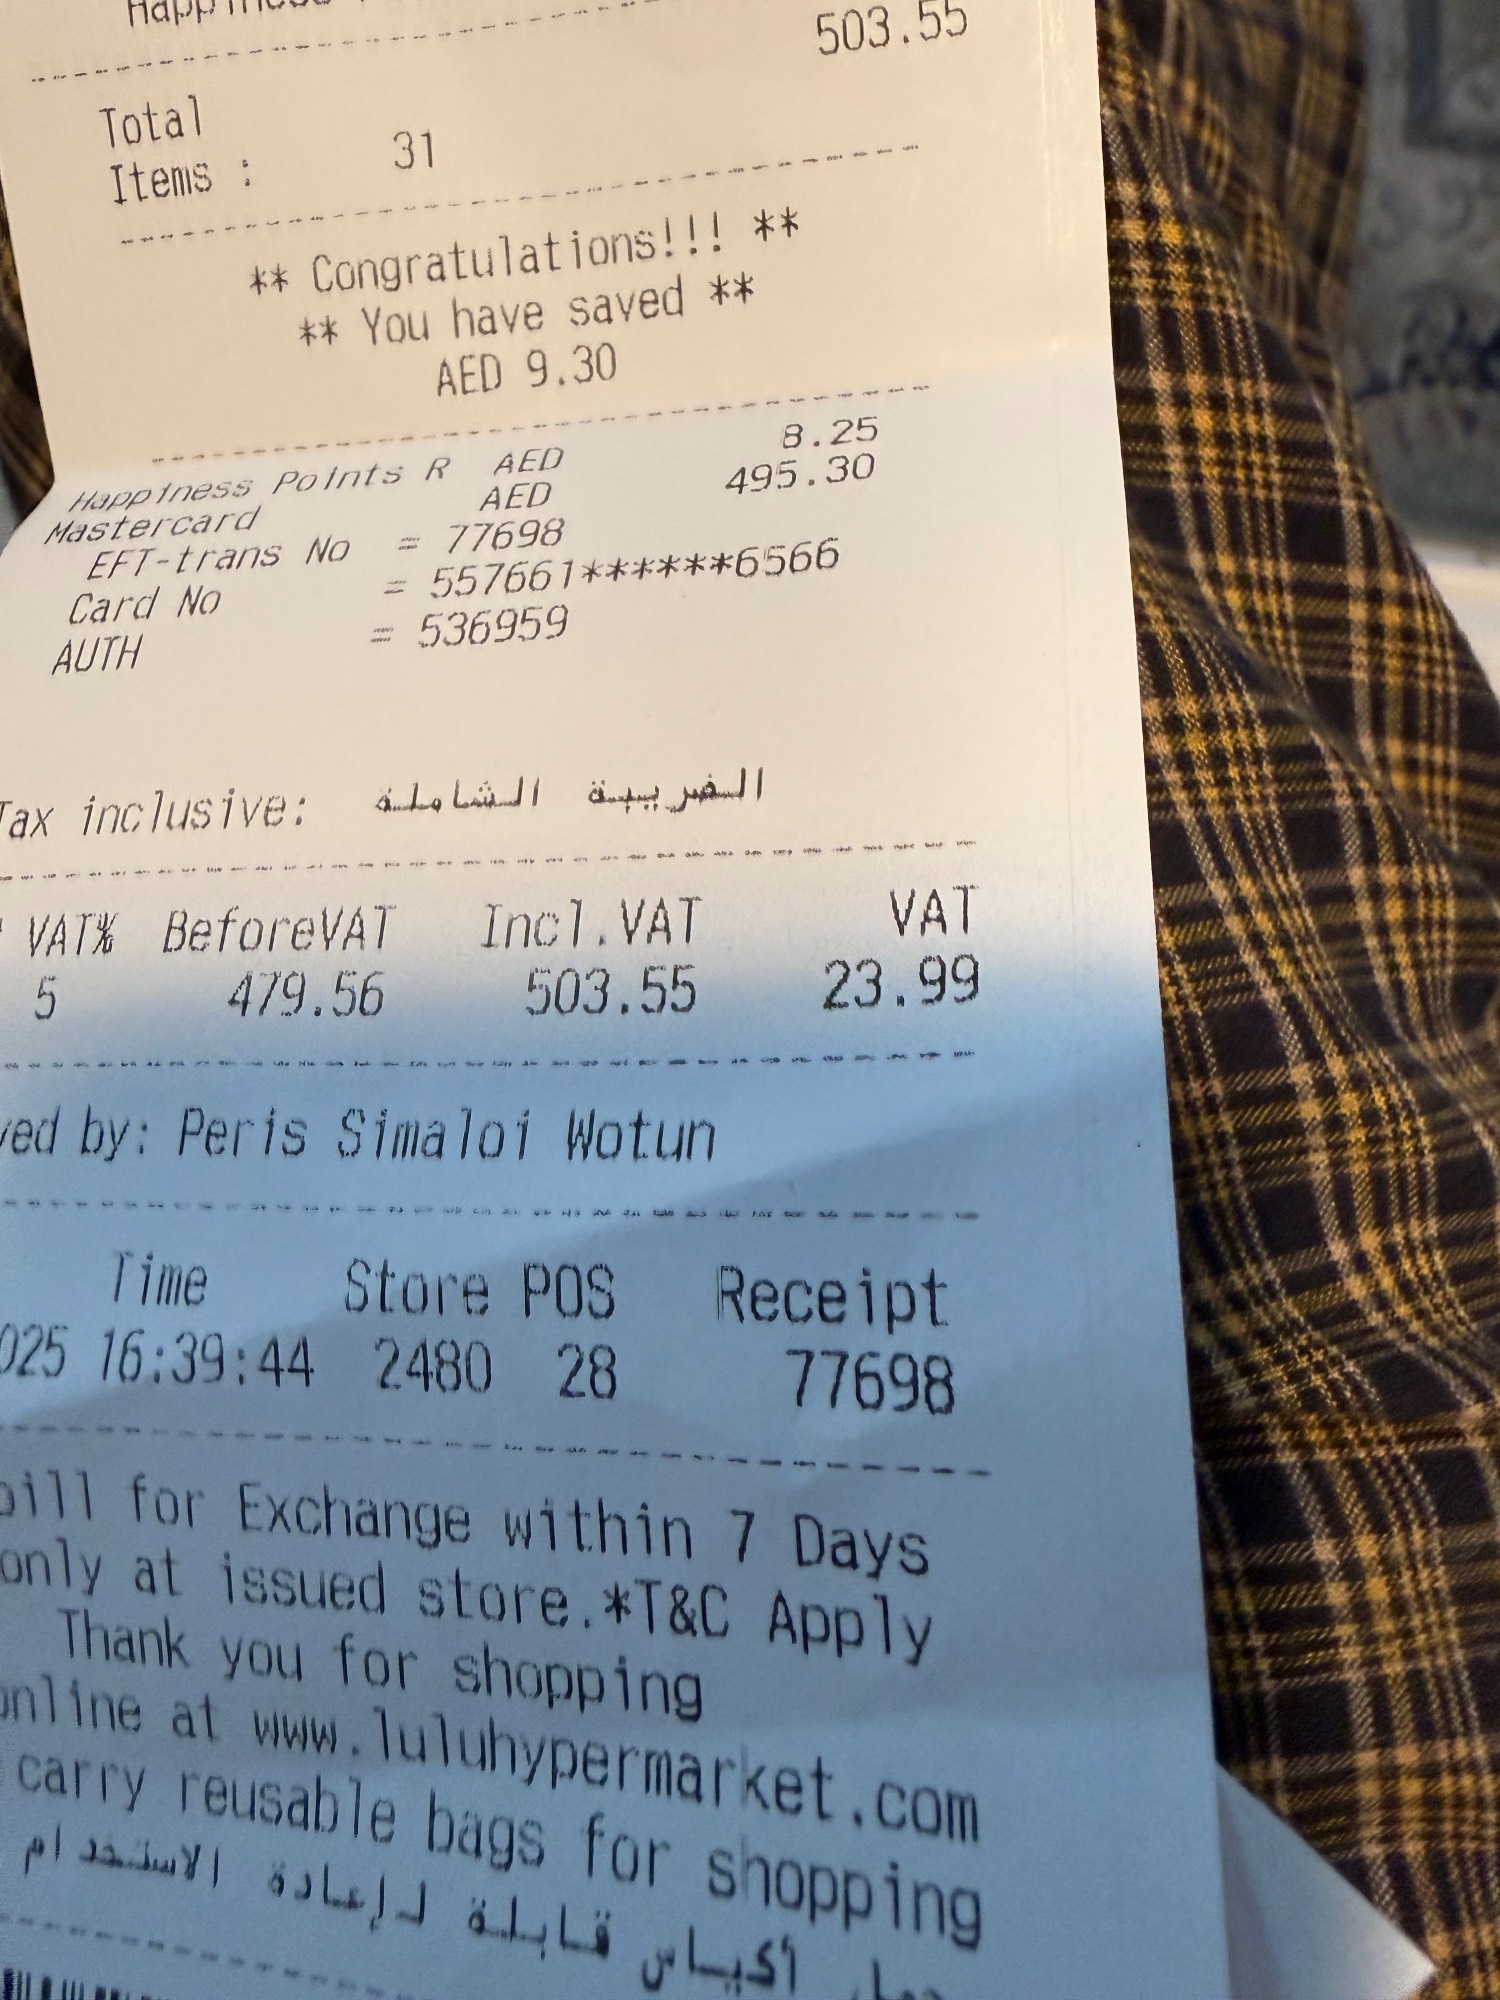 Happiness
503.55
Total
Items : 31
** Congratulations!!! **
** You have saved **
AED 9.30
Happiness Points R AED 8.25
Mastercard AED 495.30
EFT-trans No = 77698
Card No = 557661******6566
AUTH = 536959
Tax inclusive: الضريبة الشاملة
VAT% BeforeVAT Incl.VAT VAT
5 479.56 503.55 23.99
ved by: Peris Simaloi Wotun
Time Store POS Receipt
025 16:39:44 2480 28 77698
bill for Exchange within 7 Days
only at issued store.*T&C Apply
Thank you for shopping
online at www.luluhypermarket.com
carry reusable bags for shopping
أكياس قابلة لإعادة الاستخدام